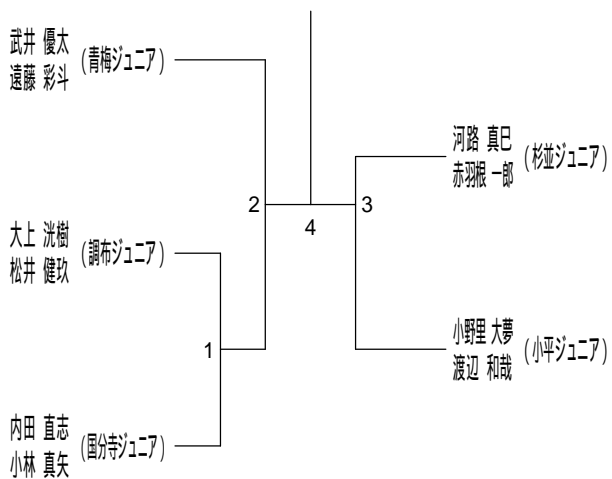 武井 優太
遠藤 彩斗
(青梅ジュニア)
大上 洸樹
松井 健玖
(調布ジュニア)
内田 直志
小林 真矢
(国分寺ジュニア)
1
2
4
3
河路 真巳
赤羽根 一郎
(杉並ジュニア)
小野里 大夢
渡辺 和哉
(小平ジュニア)